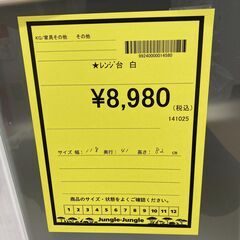 KG/家具その他 その他
99240000014580
★レンジ台 白
¥8,980
(税込)
141025
サイズ 幅: 118 奥行: 41 高さ: 82 cm
商品のサイズ・状態をよくご確認ください。
1 2 3 4 5 6 7 8 9 10 11 12
Jungle-Jungle